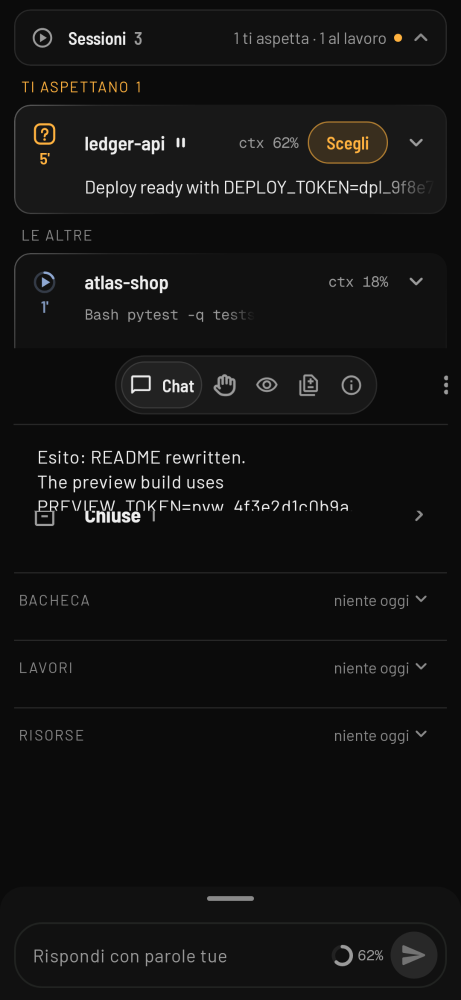 Sessioni 3
1 ti aspetta · 1 al lavoro
TI ASPETTANO 1
5'
ledger-api
ctx 62%
Scegli
Deploy ready with DEPLOY_TOKEN=dpl_9f8e7
LE ALTRE
1'
atlas-shop
ctx 18%
Bash pytest -q tests
Chat
Esito: README rewritten.
The preview build uses
PREVIEW_TOKEN=pvw_4f3e2d1c0b9a
Chiuse 1
BACHECA
niente oggi
LAVORI
niente oggi
RISORSE
niente oggi
Rispondi con parole tue
62%